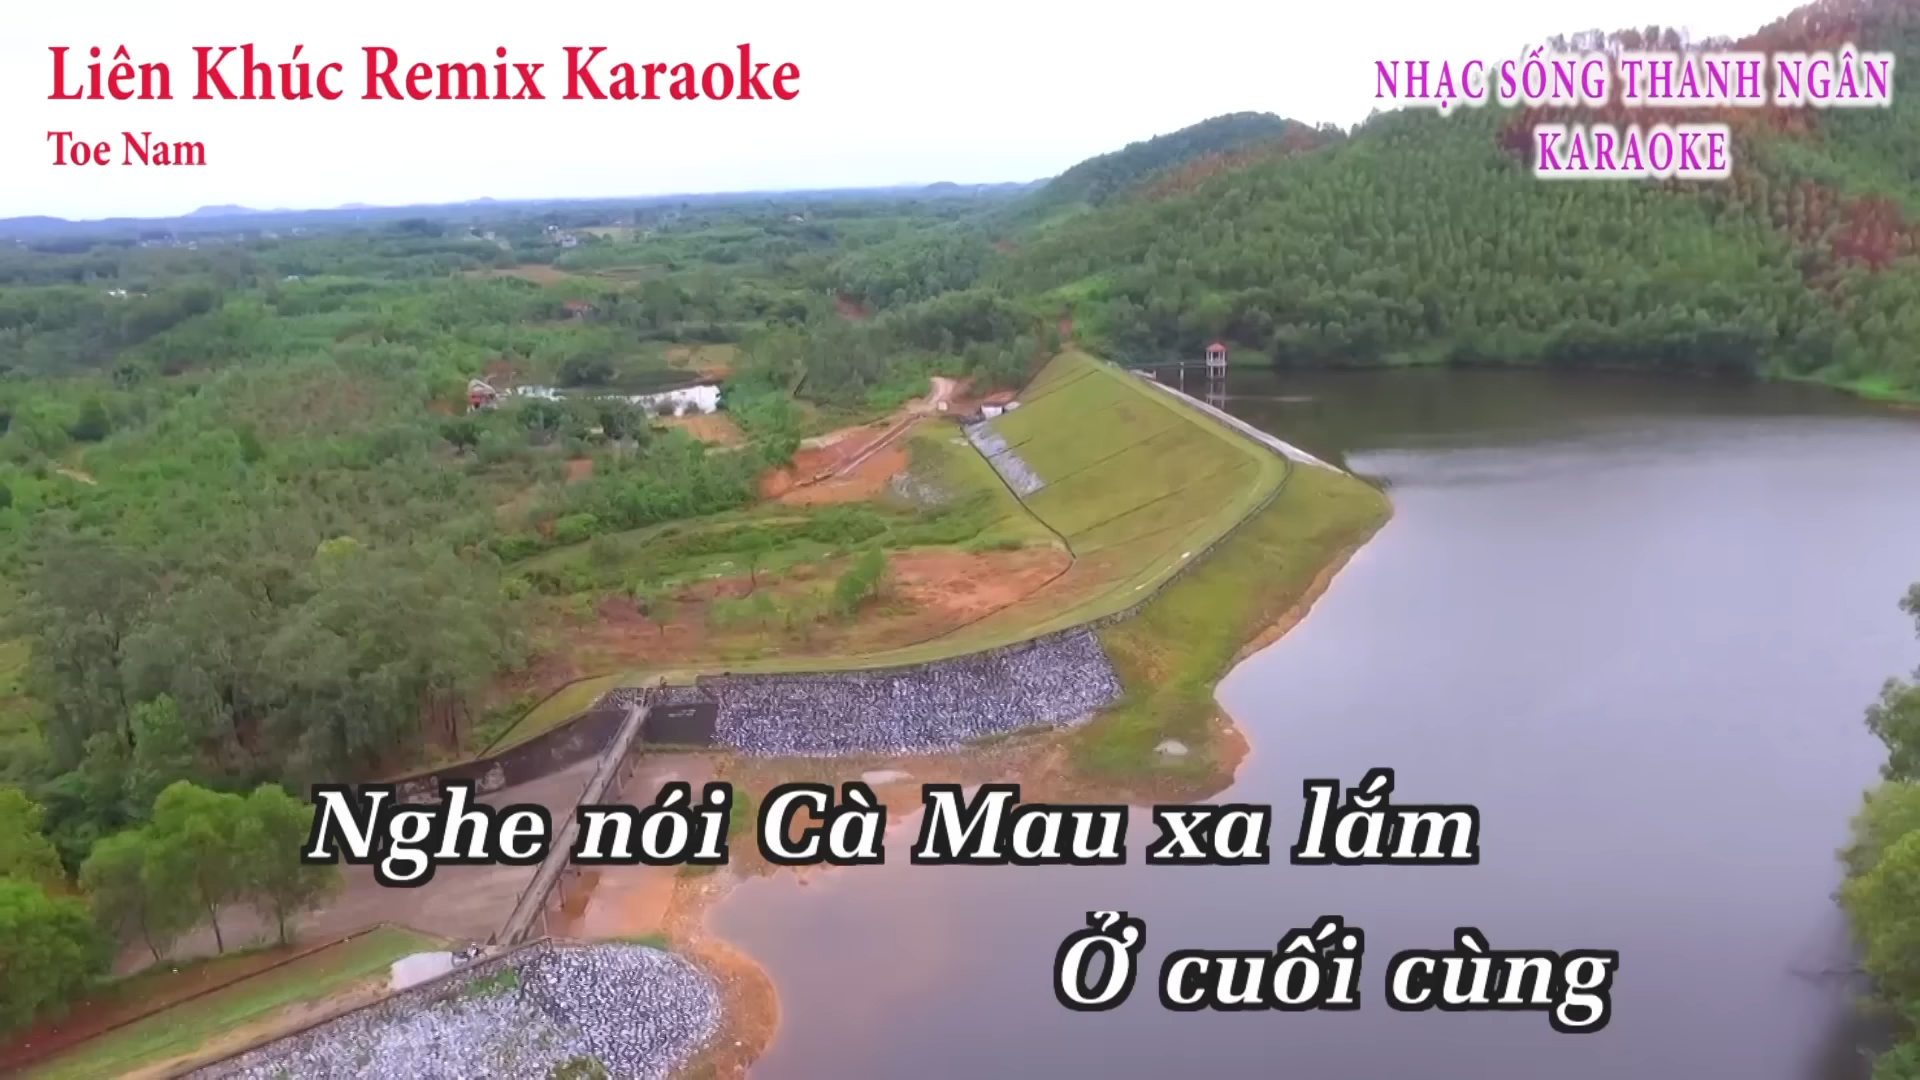 Liên Khúc Remix Karaoke
Toe Nam
NHẠC SỐNG THANH NGÂN
KARAOKE
Nghe nói Cà Mau xa lắm
Ở cuối cùng